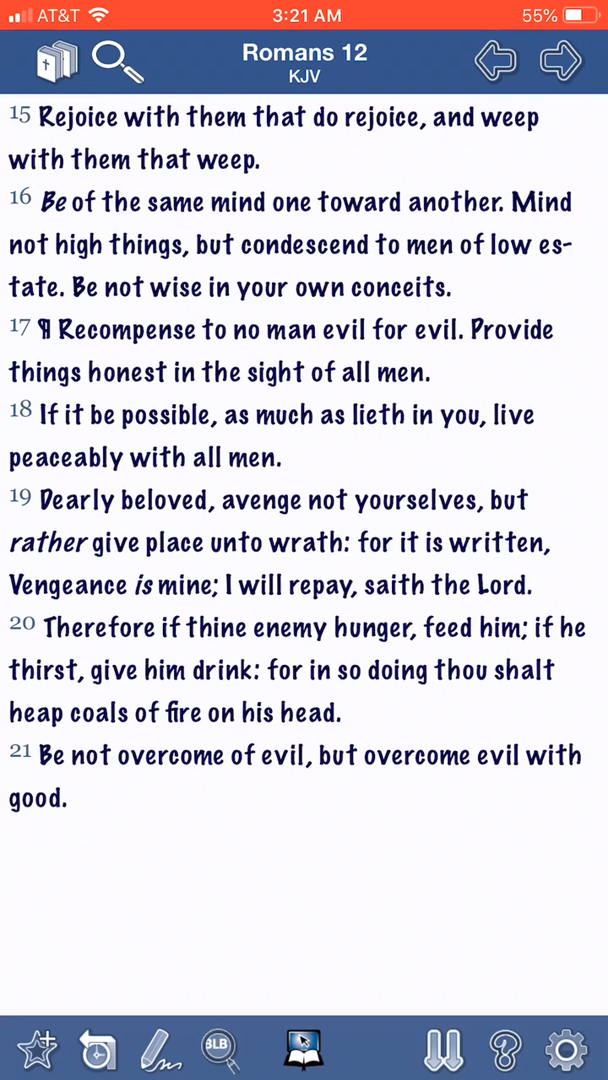 AT&T 3:21 AM 55%
Romans 12
KJV
15 Rejoice with them that do rejoice, and weep
with them that weep.
16 Be of the same mind one toward another. Mind
not high things, but condescend to men of low es-
tate. Be not wise in your own conceits.
17 ¶ Recompense to no man evil for evil. Provide
things honest in the sight of all men.
18 If it be possible, as much as lieth in you, live
peaceably with all men.
19 Dearly beloved, avenge not yourselves, but
rather give place unto wrath: for it is written,
Vengeance is mine; I will repay, saith the Lord.
20 Therefore if thine enemy hunger, feed him; if he
thirst, give him drink: for in so doing thou shalt
heap coals of fire on his head.
21 Be not overcome of evil, but overcome evil with
good.
BLB